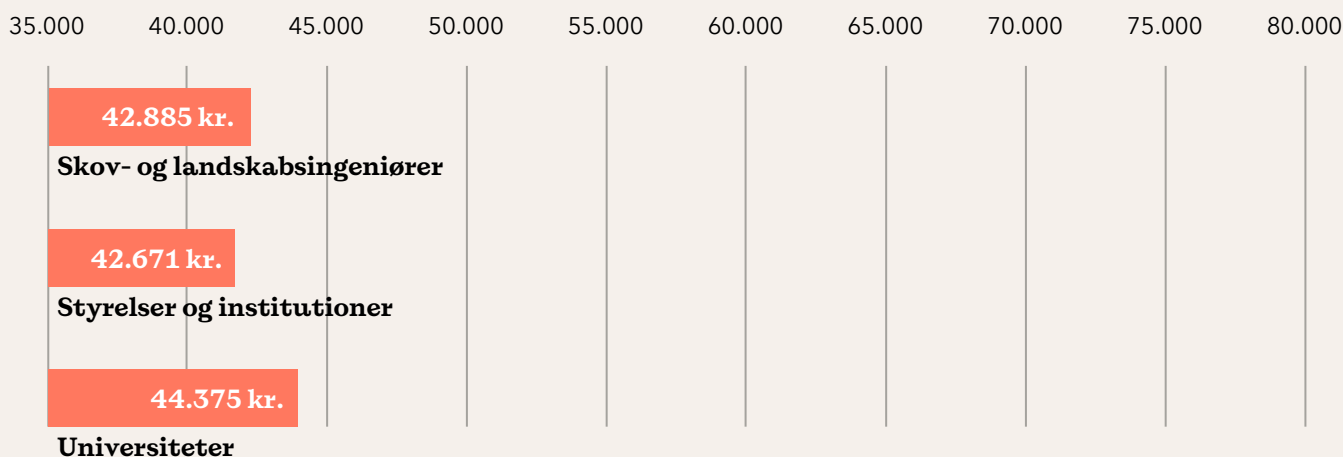 35.000 40.000 45.000 50.000 55.000 60.000 65.000 70.000 75.000 80.000
42.885 kr.
Skov- og landskabsingeniører
42.671 kr.
Styrelser og institutioner
44.375 kr.
Universiteter